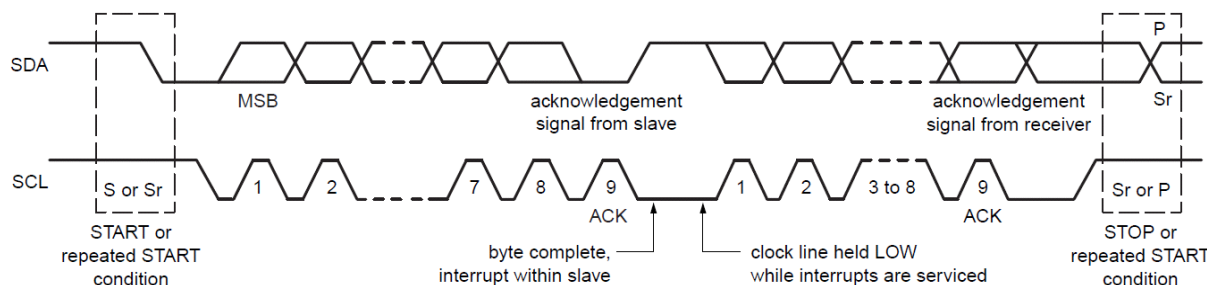 P
SDA
MSB
acknowledgement
signal from slave
acknowledgement
signal from receiver
Sr
SCL
S or Sr
1
2
7
8
9
1
2
3 to 8
9
Sr or P
ACK
ACK
START or
repeated START
condition
byte complete,
interrupt within slave
clock line held LOW
while interrupts are serviced
STOP or
repeated START
condition